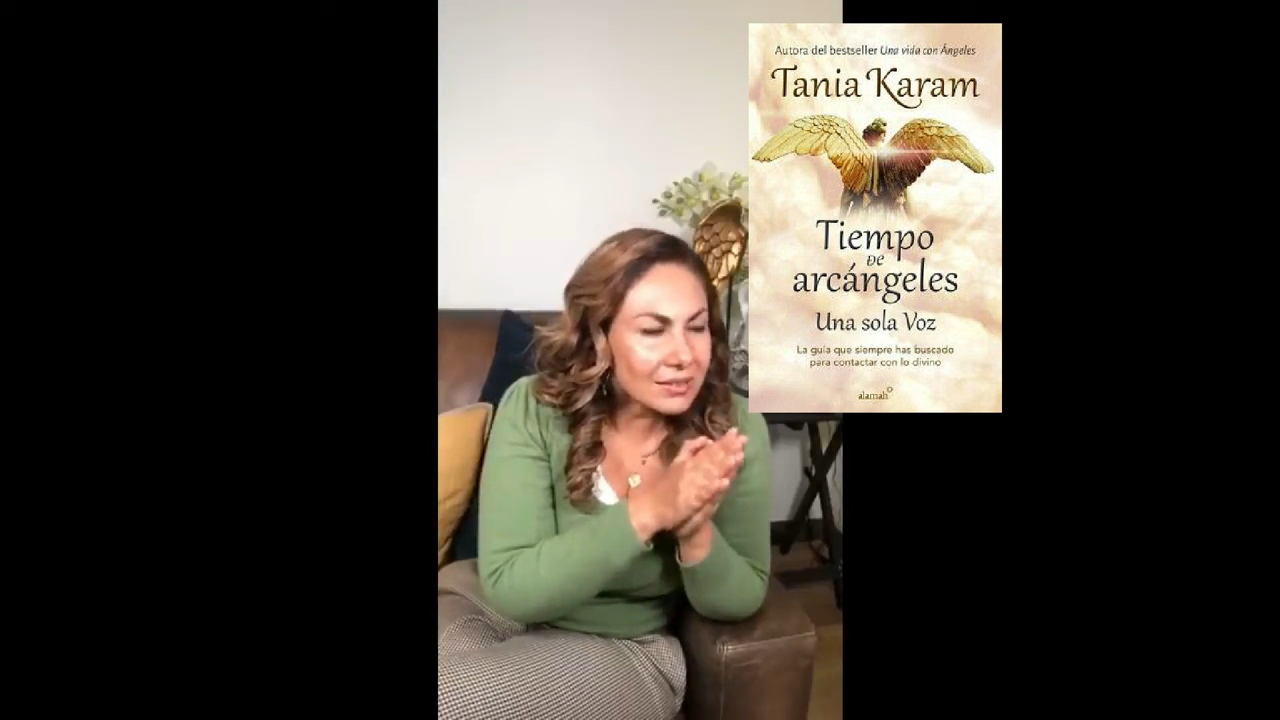 Autora del bestseller Una vida con Ángeles
Tania Karam
Tiempo
DE
arcángeles
Una sola Voz
La guía que siempre has buscado
para contactar con lo divino
alamah